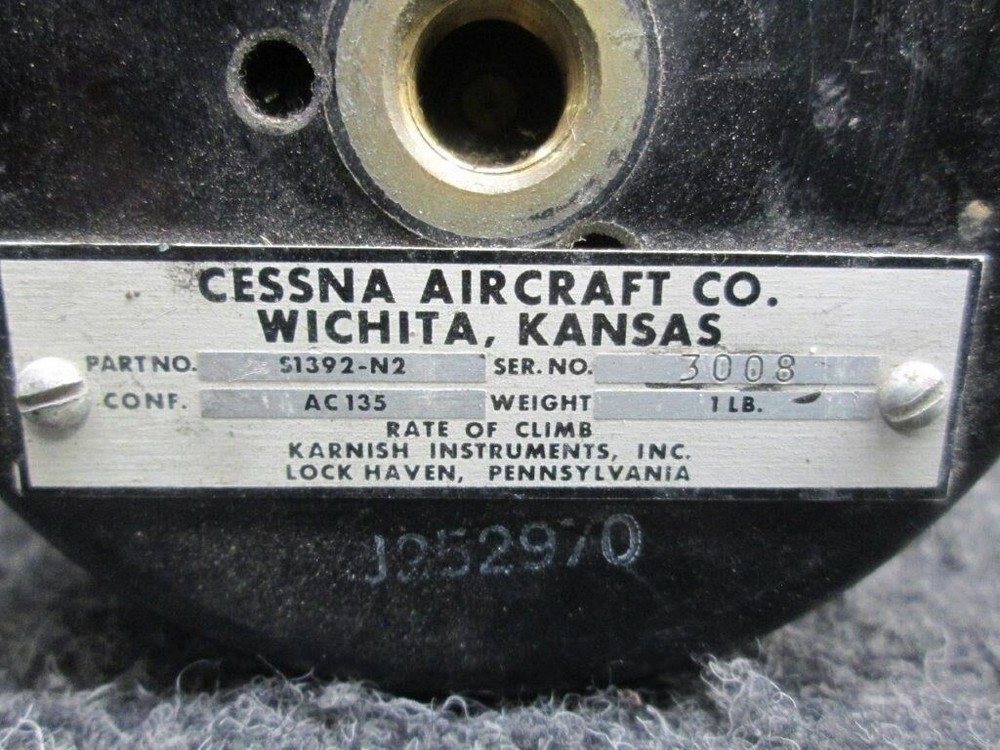 CESSNA AIRCRAFT CO.
WICHITA, KANSAS
PART NO. S1392-N2 SER. NO. 3008
CONF. AC135 WEIGHT 1 LB.
RATE OF CLIMB
KARNISH INSTRUMENTS, INC.
LOCK HAVEN, PENNSYLVANIA
J252970